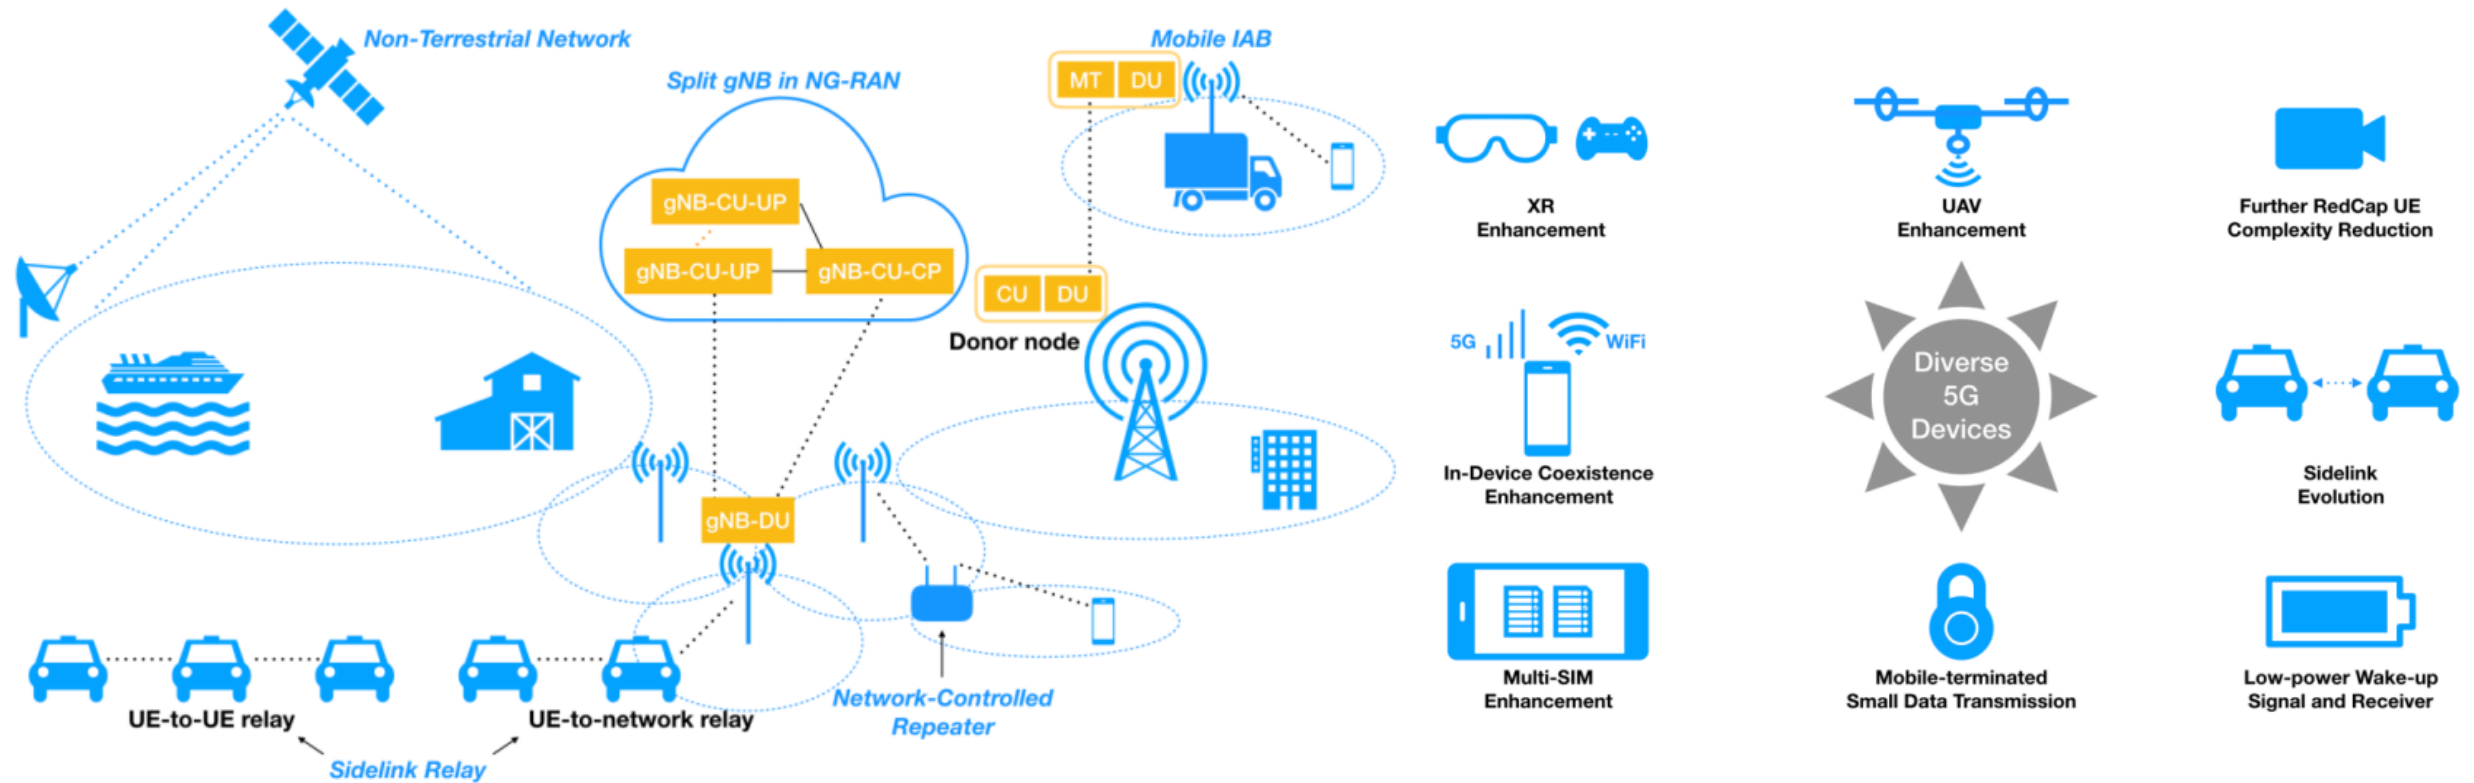 Non-Terrestrial Network
Split gNB in NG-RAN
gNB-CU-UP
gNB-CU-UP
gNB-CU-CP
gNB-DU
Mobile IAB
MT
DU
CU
DU
Donor node
UE-to-UE relay
UE-to-network relay
Sidelink Relay
Network-Controlled
Repeater
XR
Enhancement
UAV
Enhancement
Further RedCap UE
Complexity Reduction
5G
WiFi
In-Device Coexistence
Enhancement
Diverse
5G
Devices
Sidelink
Evolution
Multi-SIM
Enhancement
Mobile-terminated
Small Data Transmission
Low-power Wake-up
Signal and Receiver